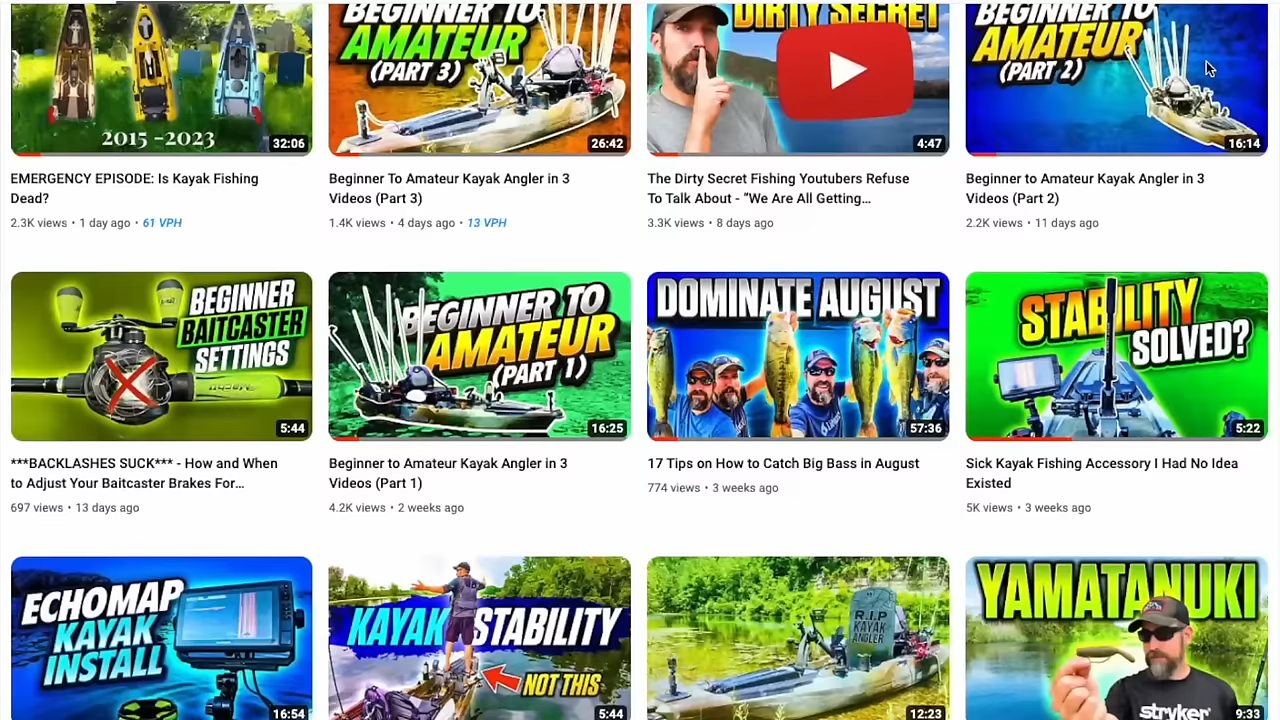 2015 -2023
32:06
BEGINNER TO
AMATEUR
(PART 3)
26:42
DIRTY SECRET
4:47
BEGINNER TO
AMATEUR
(PART 2)
16:14
EMERGENCY EPISODE: Is Kayak Fishing
Dead?
2.3K views • 1 day ago • 61 VPH
Beginner To Amateur Kayak Angler in 3
Videos (Part 3)
1.4K views • 4 days ago • 13 VPH
The Dirty Secret Fishing Youtubers Refuse
To Talk About - "We Are All Getting...
3.3K views • 8 days ago
Beginner to Amateur Kayak Angler in 3
Videos (Part 2)
2.2K views • 11 days ago
BEGINNER
BAITCASTER
SETTINGS
5:44
BEGINNER TO
AMATEUR
(PART 1)
16:25
DOMINATE AUGUST
57:36
STABILITY
SOLVED?
5:22
***BACKLASHES SUCK*** - How and When
to Adjust Your Baitcaster Brakes For...
697 views • 13 days ago
Beginner to Amateur Kayak Angler in 3
Videos (Part 1)
4.2K views • 2 weeks ago
17 Tips on How to Catch Big Bass in August
774 views • 3 weeks ago
Sick Kayak Fishing Accessory I Had No Idea
Existed
5K views • 3 weeks ago
ECHOMAP
KAYAK
INSTALL
16:54
KAYAK STABILITY
NOT THIS
5:44
R.I.P
KAYAK
ANGLER
12:23
YAMATANUKI
stryker
9:33